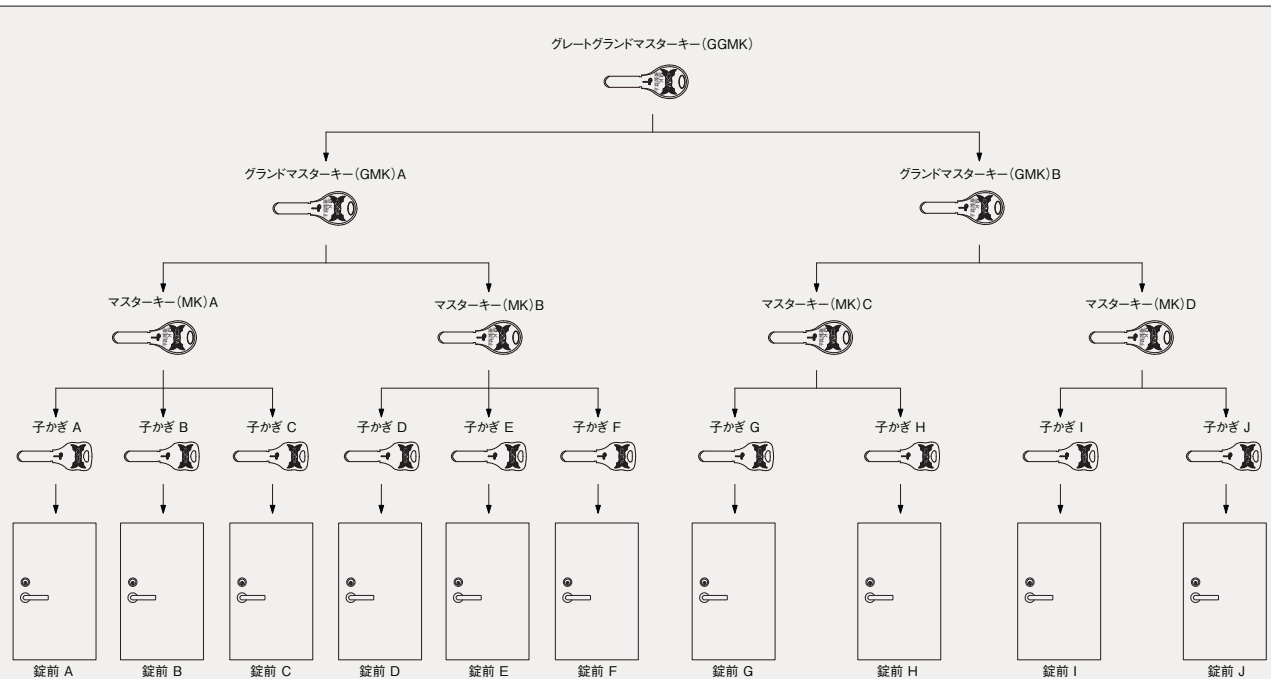 グレートグランドマスターキー(GGMK)
グランドマスターキー(GMK)A
グランドマスターキー(GMK)B
マスターキー(MK)A
マスターキー(MK)B
マスターキー(MK)C
マスターキー(MK)D
子かぎ A
子かぎ B
子かぎ C
子かぎ D
子かぎ E
子かぎ F
子かぎ G
子かぎ H
子かぎ I
子かぎ J
錠前 A
錠前 B
錠前 C
錠前 D
錠前 E
錠前 F
錠前 G
錠前 H
錠前 I
錠前 J